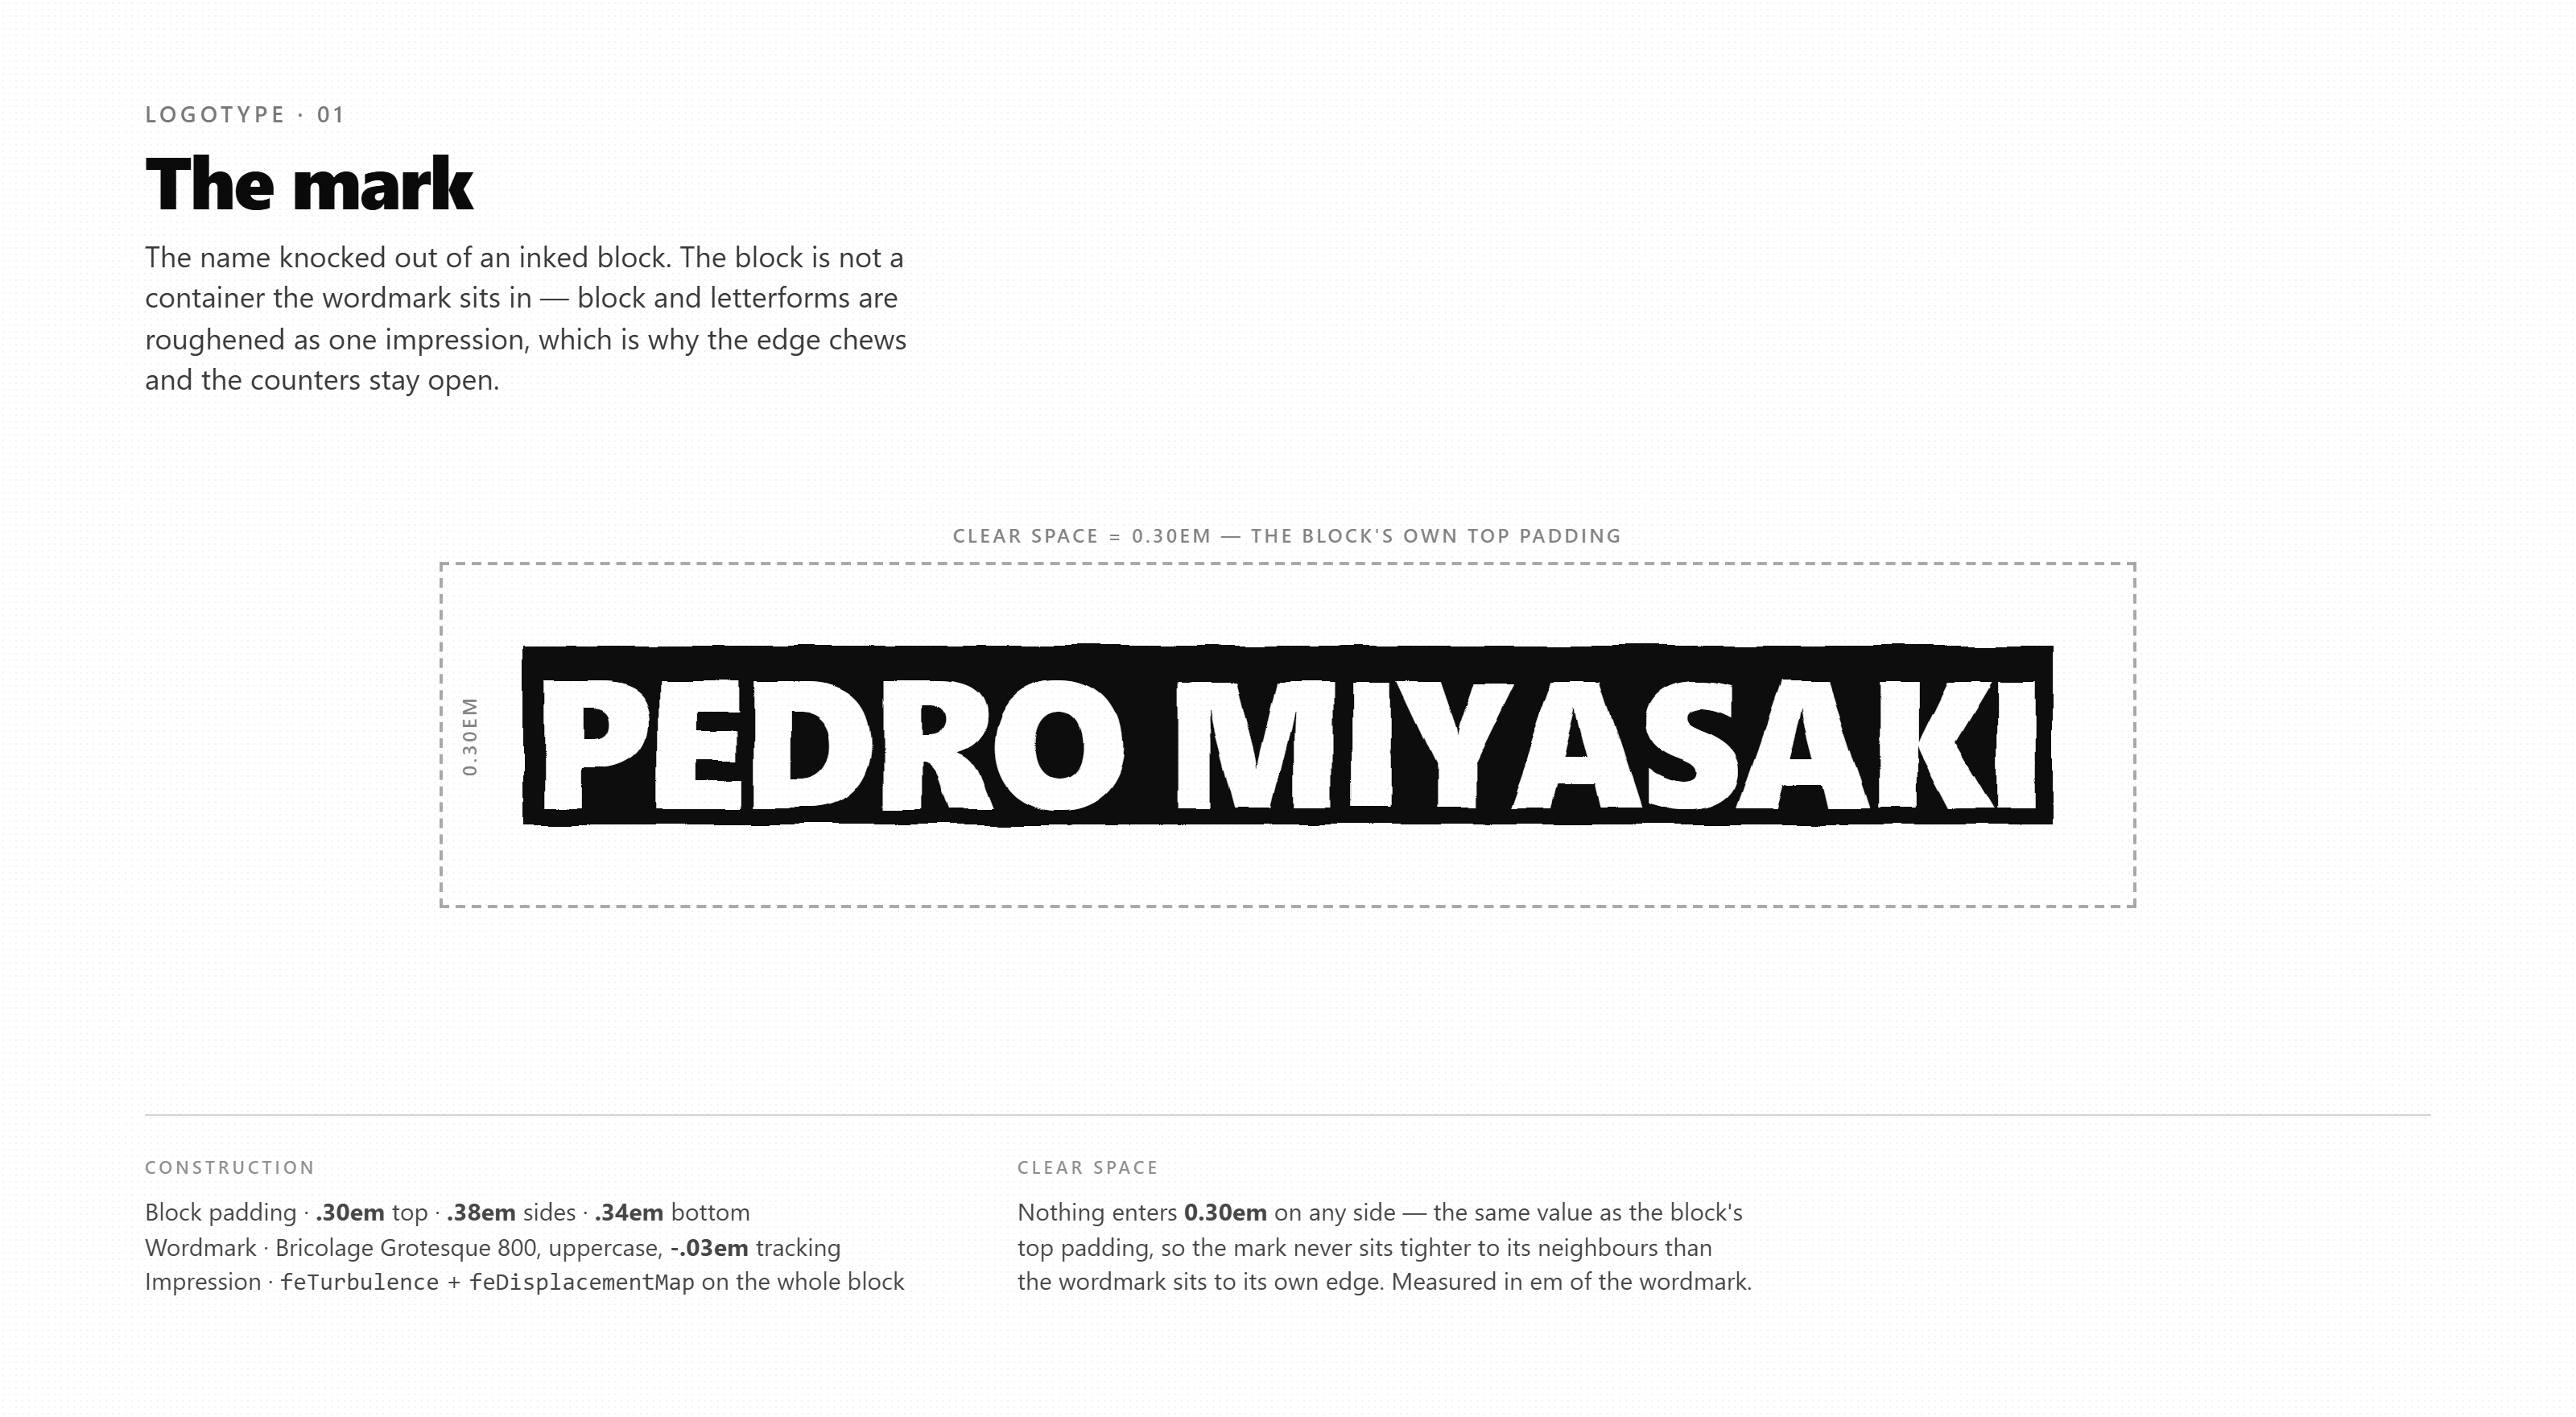 LOGOTYPE · 01
The mark
The name knocked out of an inked block. The block is not a
container the wordmark sits in — block and letterforms are
roughened as one impression, which is why the edge chews
and the counters stay open.
CLEAR SPACE = 0.30EM — THE BLOCK'S OWN TOP PADDING
0.30EM
PEDRO MIYASAKI
CONSTRUCTION
Block padding · .30em top · .38em sides · .34em bottom
Wordmark · Bricolage Grotesque 800, uppercase, -.03em tracking
Impression · feTurbulence + feDisplacementMap on the whole block
CLEAR SPACE
Nothing enters 0.30em on any side — the same value as the block's
top padding, so the mark never sits tighter to its neighbours than
the wordmark sits to its own edge. Measured in em of the wordmark.